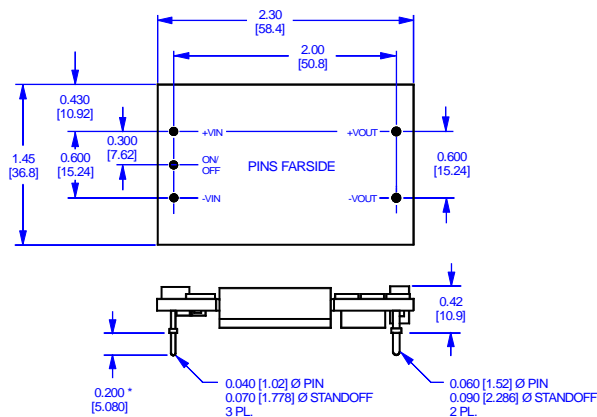 2.30
[58.4]
2.00
[50.8]
0.430
[10.92]
0.300
[7.62]
1.45
[36.8]
0.600
[15.24]
+VIN
ON/
OFF
-VIN
PINS FARSIDE
+VOUT
-VOUT
0.600
[15.24]
0.42
[10.9]
0.200 *
[5.080]
0.040 [1.02] Ø PIN
0.070 [1.778] Ø STANDOFF
3 PL.
0.060 [1.52] Ø PIN
0.090 [2.286] Ø STANDOFF
2 PL.